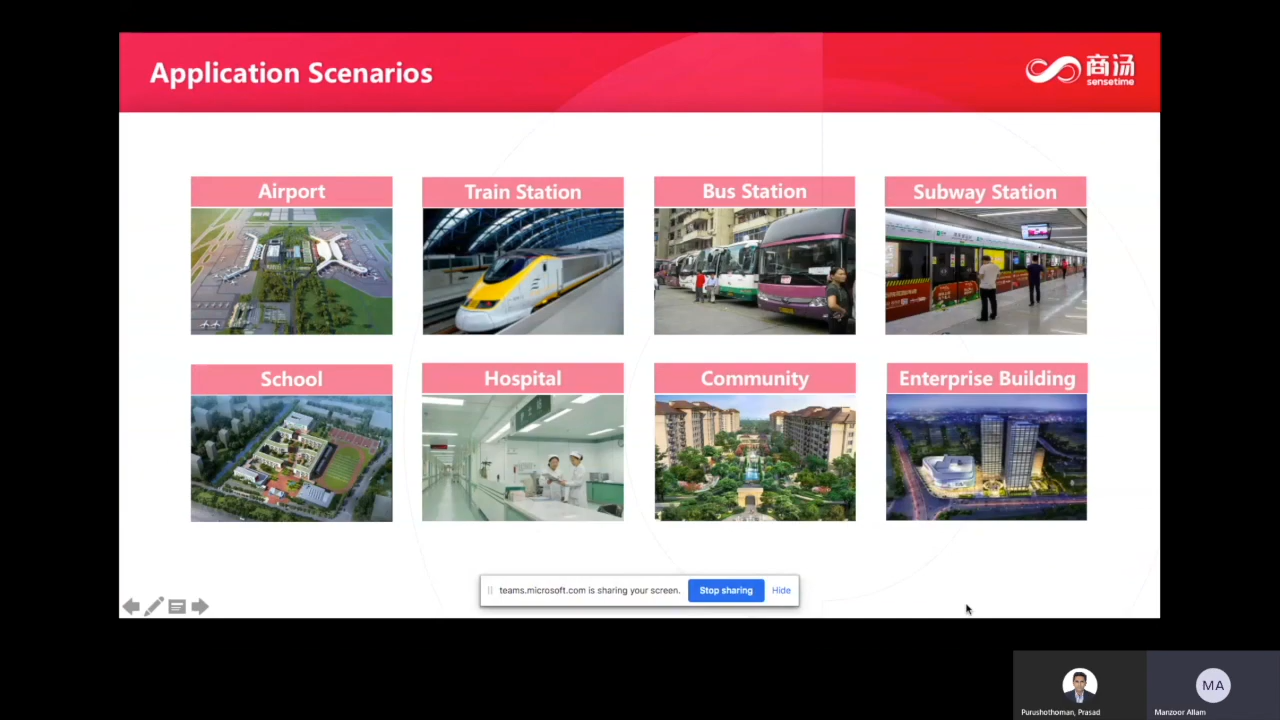 Application Scenarios
商汤
sensetime
Airport
Train Station
Bus Station
Subway Station
School
Hospital
Community
Enterprise Building
teams.microsoft.com is sharing your screen.
Stop sharing
Hide
MA
Purushothoman, Prasad
Manzoor Allam